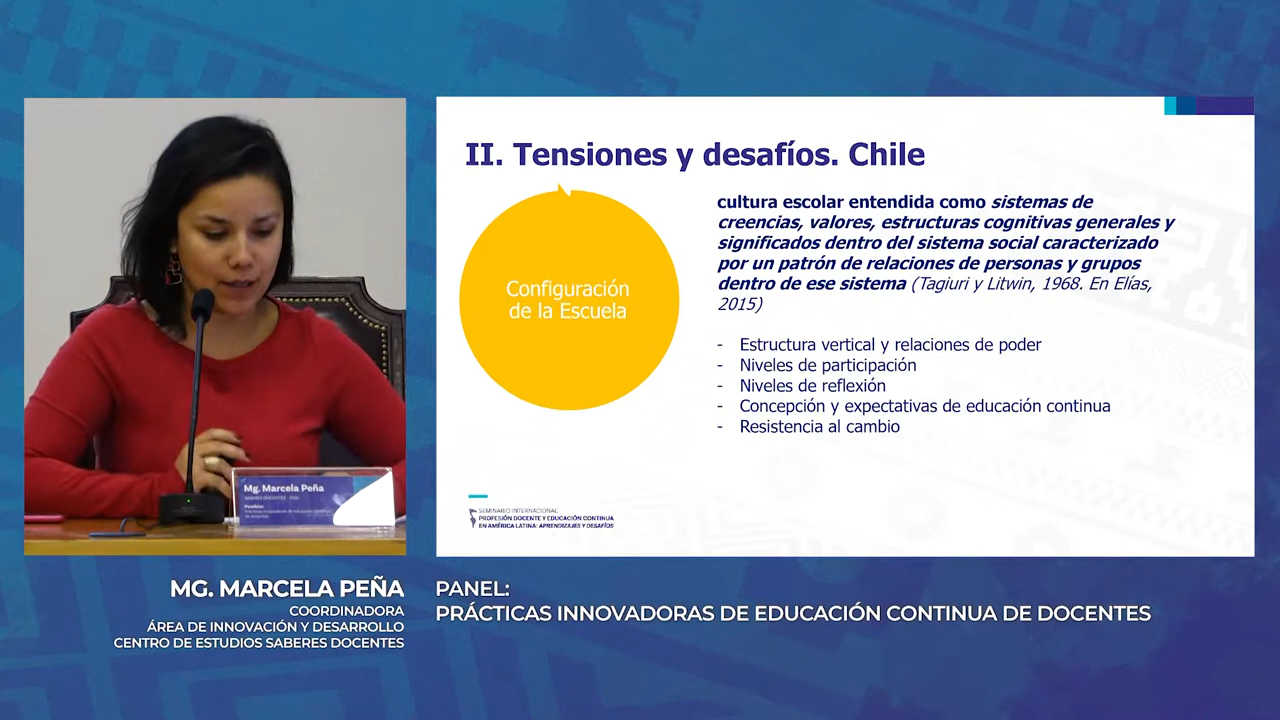 II. Tensiones y desafíos. Chile
Configuración
de la Escuela
cultura escolar entendida como sistemas de
creencias, valores, estructuras cognitivas generales y
significados dentro del sistema social caracterizado
por un patrón de relaciones de personas y grupos
dentro de ese sistema (Tagiuri y Litwin, 1968. En Elías,
2015)
- Estructura vertical y relaciones de poder
- Niveles de participación
- Niveles de reflexión
- Concepción y expectativas de educación continua
- Resistencia al cambio
SEMINARIO INTERNACIONAL
PROFESIÓN DOCENTE Y EDUCACIÓN CONTINUA
EN AMÉRICA LATINA: APRENDIZAJES Y DESAFÍOS
Mg. Marcela Peña
MG. MARCELA PEÑA
COORDINADORA
ÁREA DE INNOVACIÓN Y DESARROLLO
CENTRO DE ESTUDIOS SABERES DOCENTES
PANEL:
PRÁCTICAS INNOVADORAS DE EDUCACIÓN CONTINUA DE DOCENTES